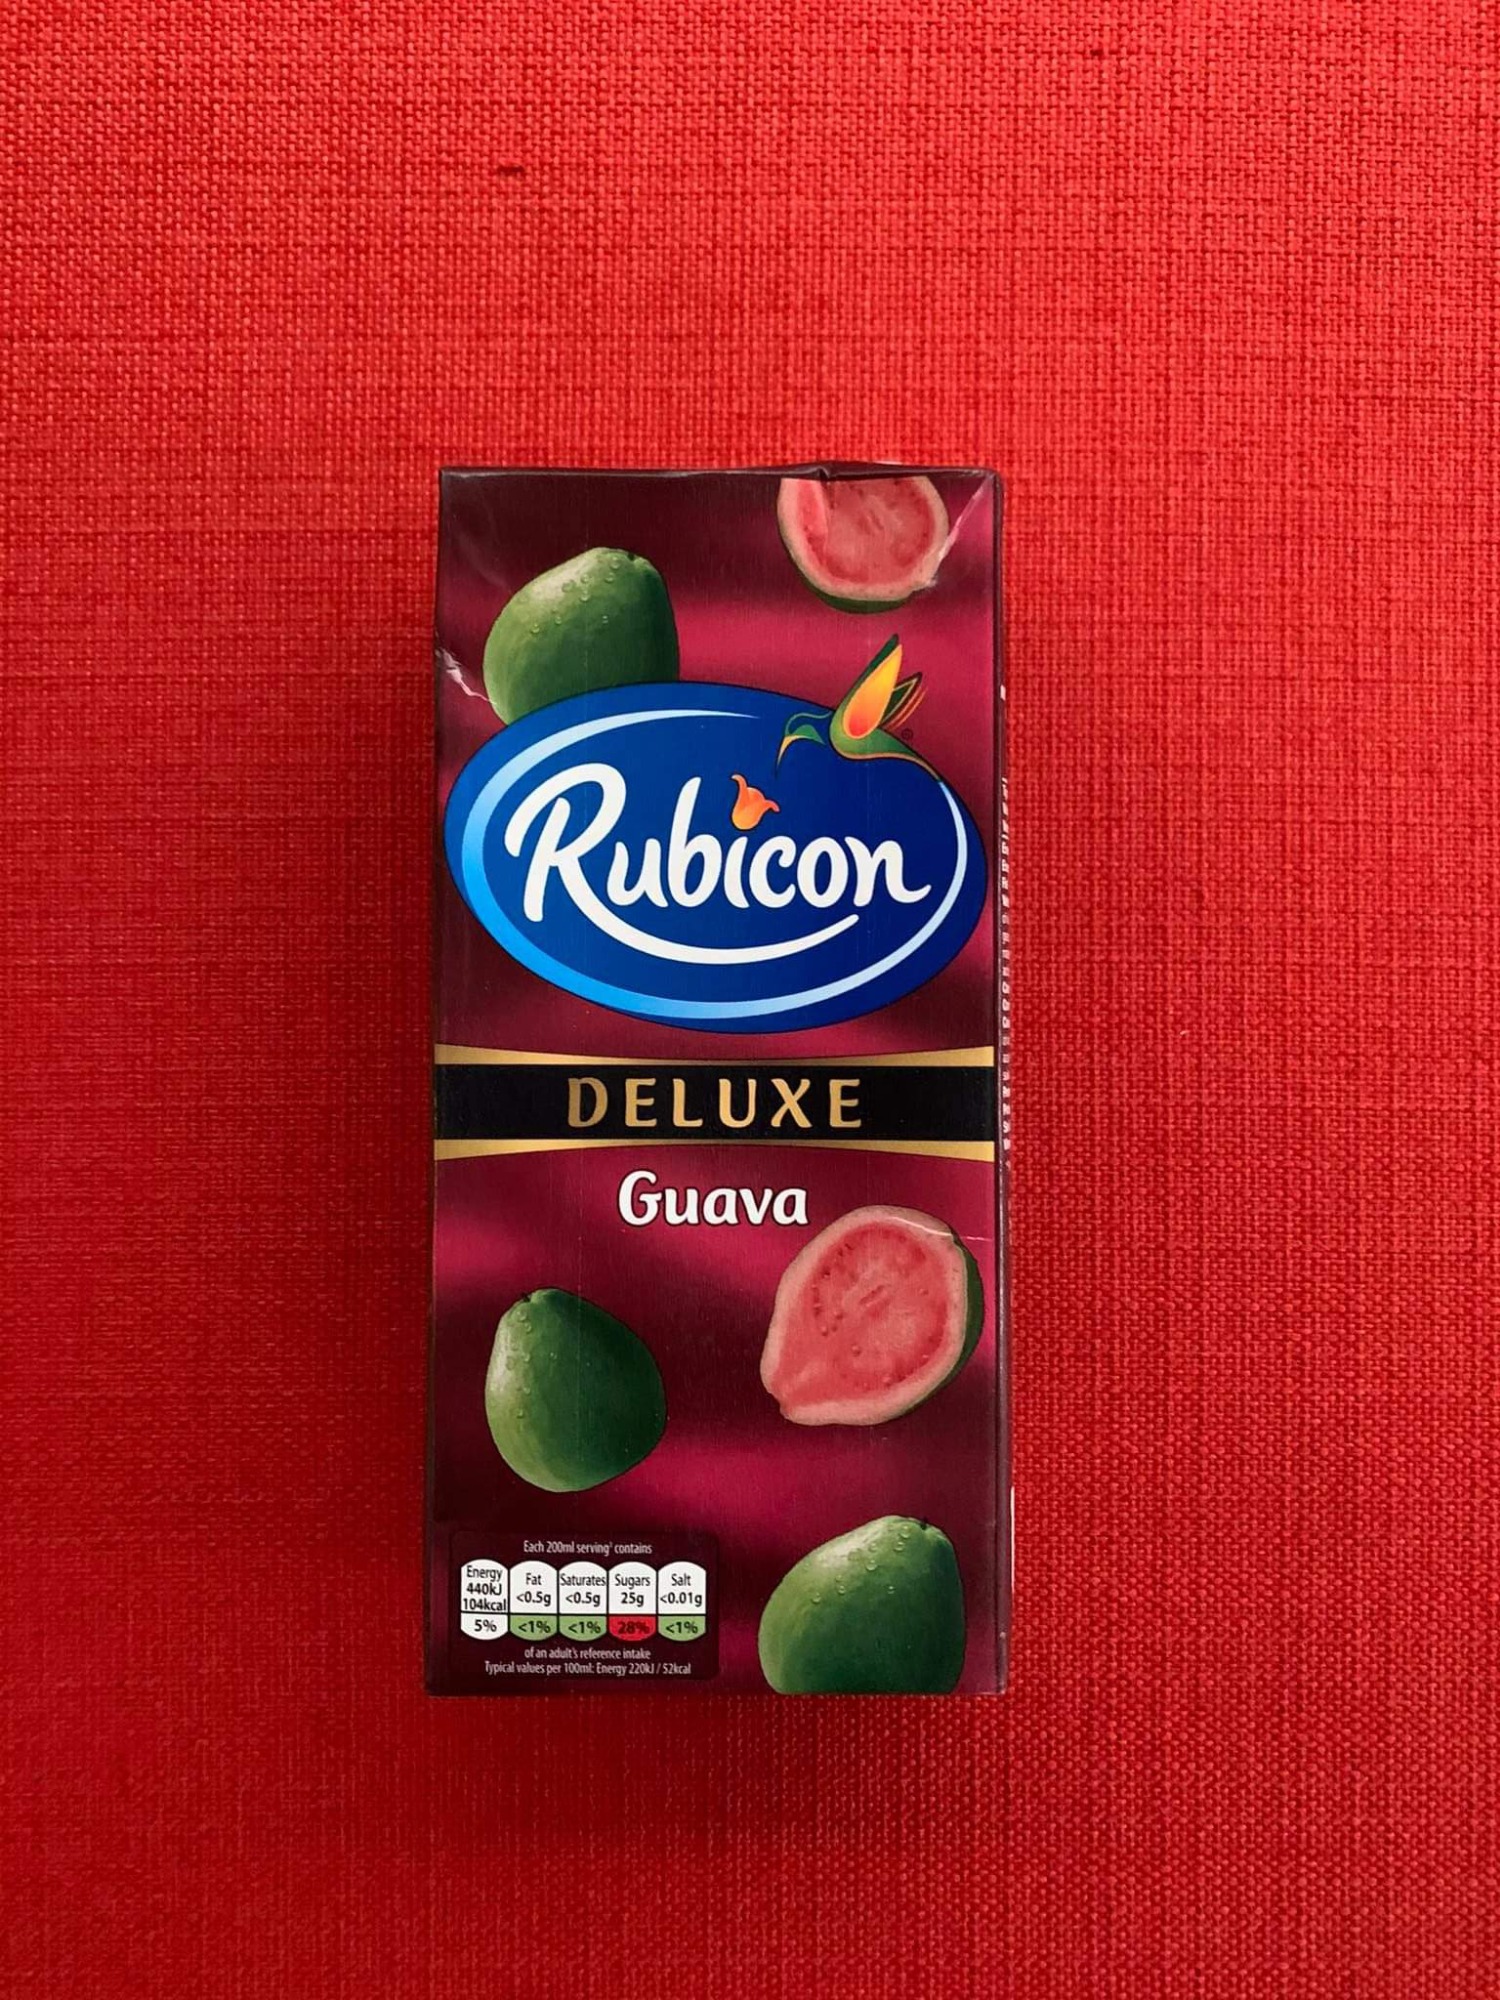 Rubicon
DELUXE
Guava
Each 200ml serving¹ contains
Energy 440kJ 104kcal 5%
Fat <0.5g <1%
Saturates <0.5g <1%
Sugars 25g 28%
Salt <0.01g <1%
of an adult's reference intake
Typical values per 100ml: Energy 220kJ / 52kcal